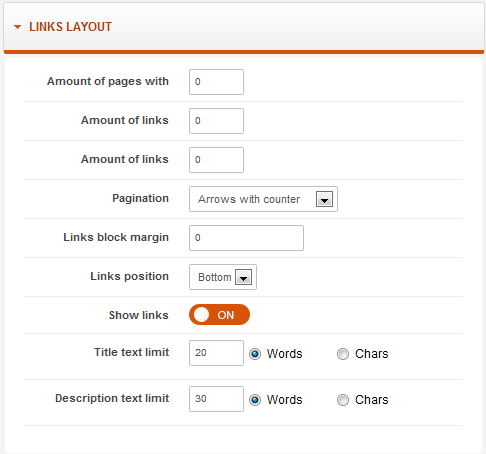 LINKS LAYOUT
Amount of pages with 0
Amount of links 0
Amount of links 0
Pagination Arrows with counter
Links block margin 0
Links position Bottom
Show links ON
Title text limit 20 Words Chars
Description text limit 30 Words Chars